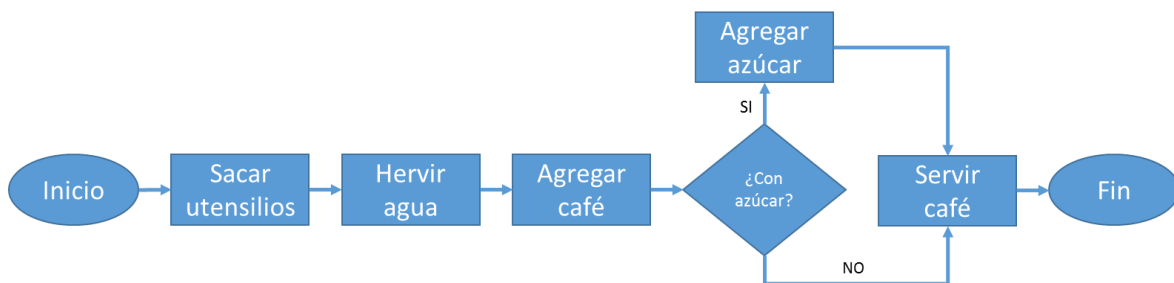 Inicio
Sacar
utensilios
Hervir
agua
Agregar
café
¿Con
azúcar?
SI
Agregar
azúcar
NO
Servir
café
Fin